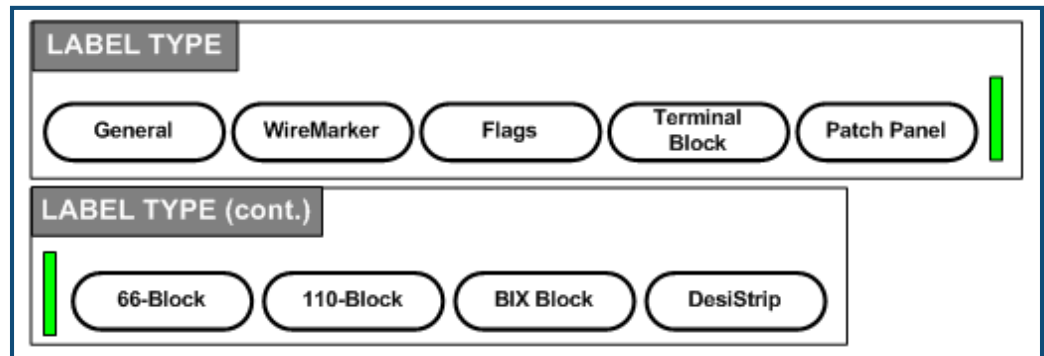 LABEL TYPE
General
WireMarker
Flags
Terminal
Block
Patch Panel
LABEL TYPE (cont.)
66-Block
110-Block
BIX Block
DesiStrip